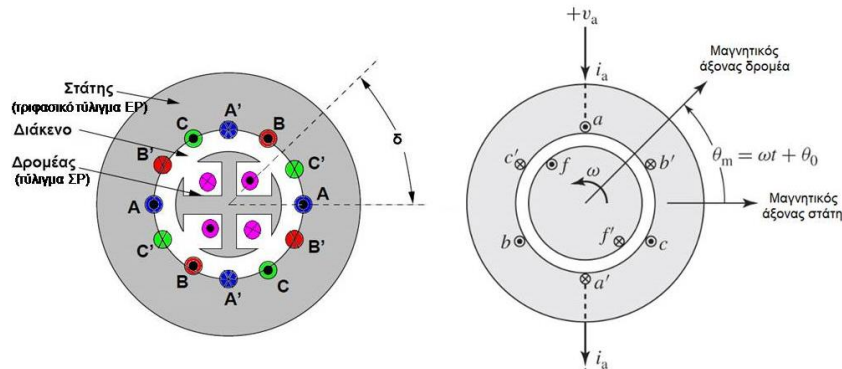 Στάτης
(τριφασικό τύλιγμα ΕΡ)
Διάκενο
Δρομέας
(τύλιγμα ΣΡ)
A'
B
C'
A
B'
C
A'
B
C'
A
B'
C
δ
+v_a
i_a
a
c'
f
ω
b'
b
f'
c
a'
i_a
Μαγνητικός
άξονας δρομέα
θ_m = ωt + θ_0
Μαγνητικός
άξονας στάτη